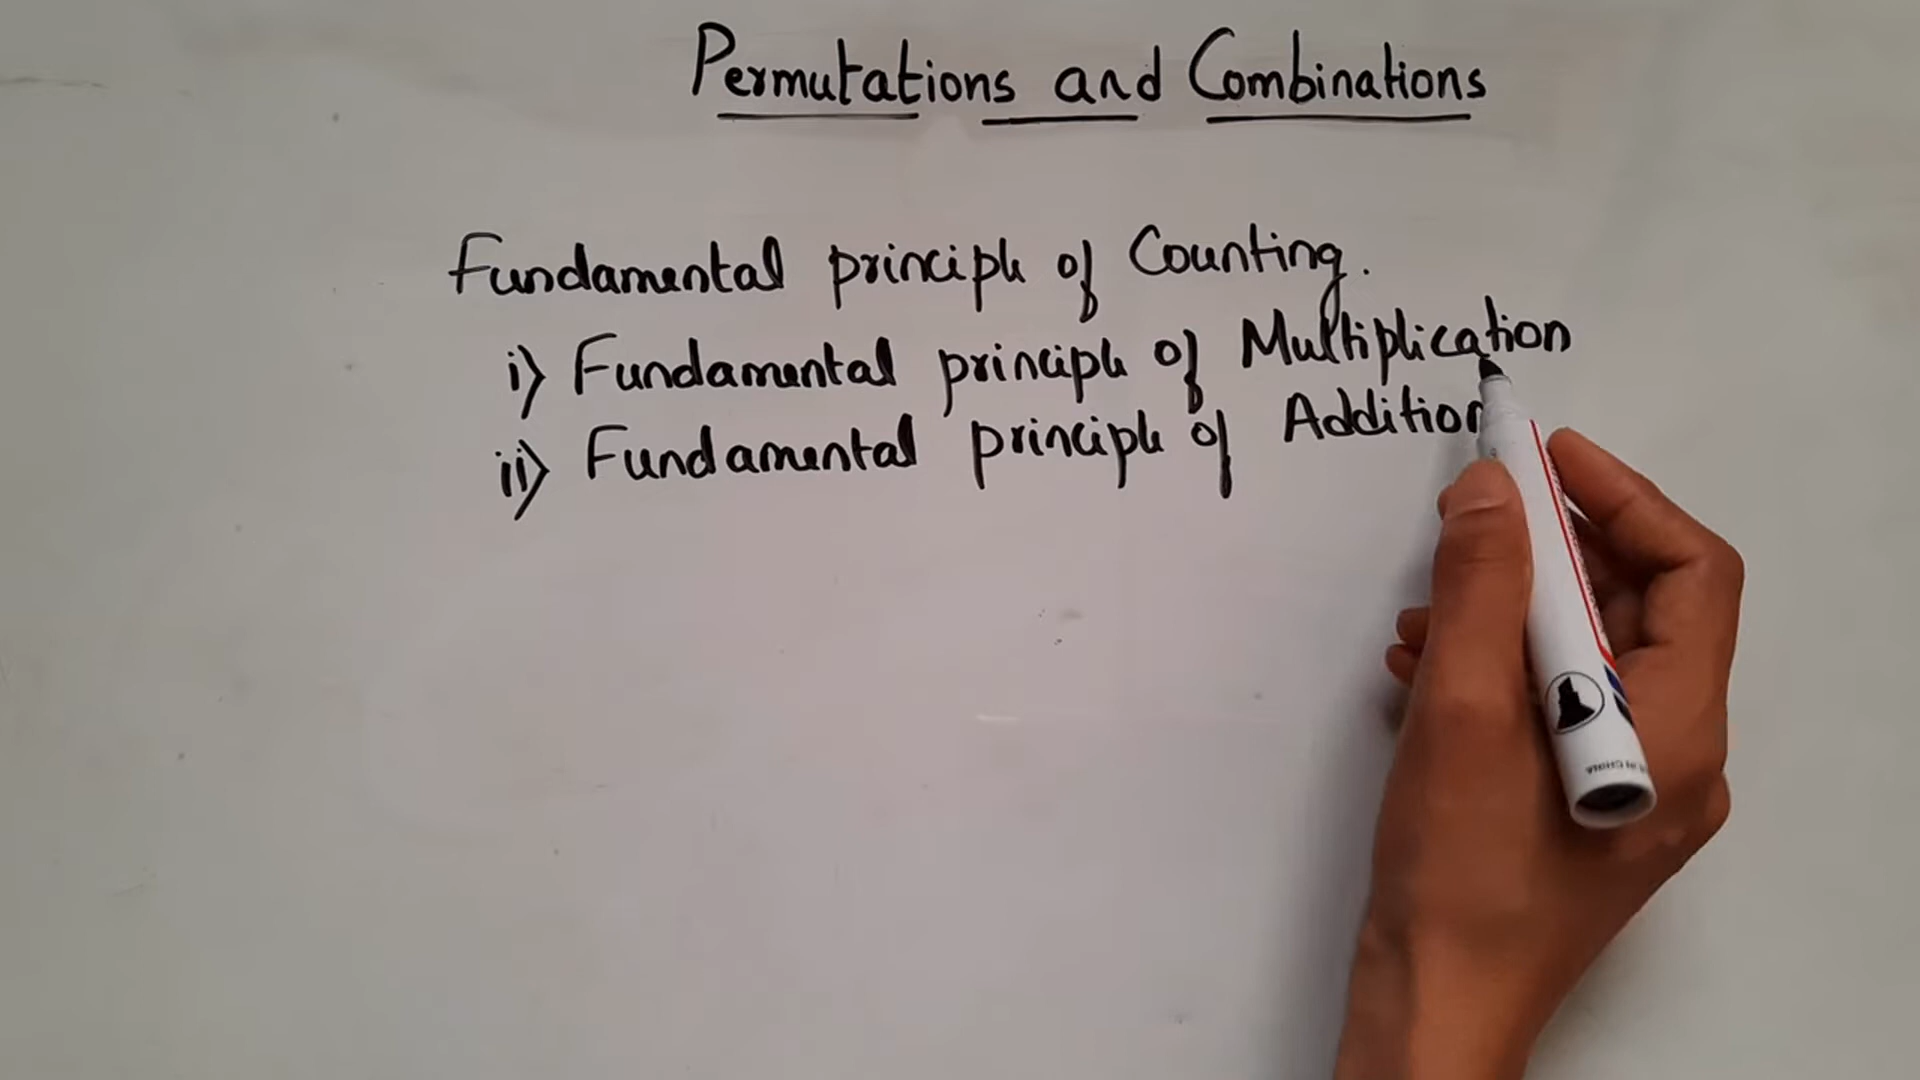 Permutations and Combinations
Fundamental principle of Counting.
i) Fundamental principle of Multiplication
ii) Fundamental principle of Addition